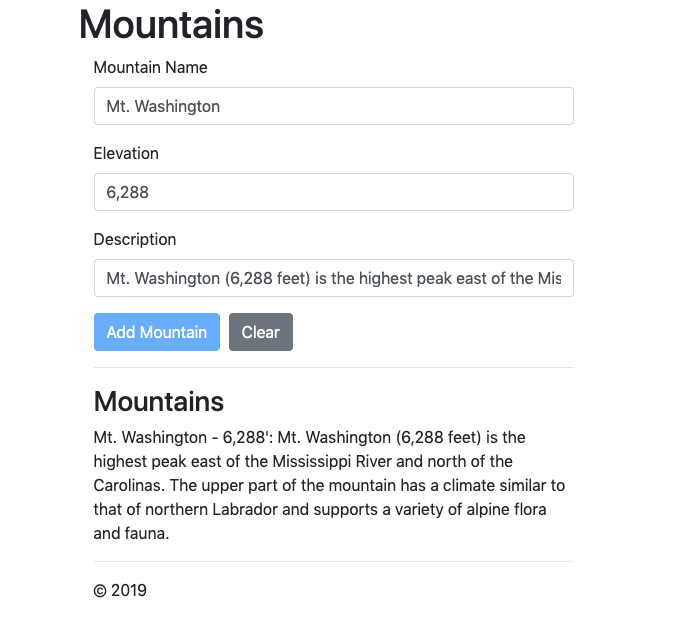 Mountains
Mountain Name
Mt. Washington
Elevation
6,288
Description
Mt. Washington (6,288 feet) is the highest peak east of the Mis
Add Mountain Clear
Mountains
Mt. Washington - 6,288': Mt. Washington (6,288 feet) is the
highest peak east of the Mississippi River and north of the
Carolinas. The upper part of the mountain has a climate similar to
that of northern Labrador and supports a variety of alpine flora
and fauna.
© 2019